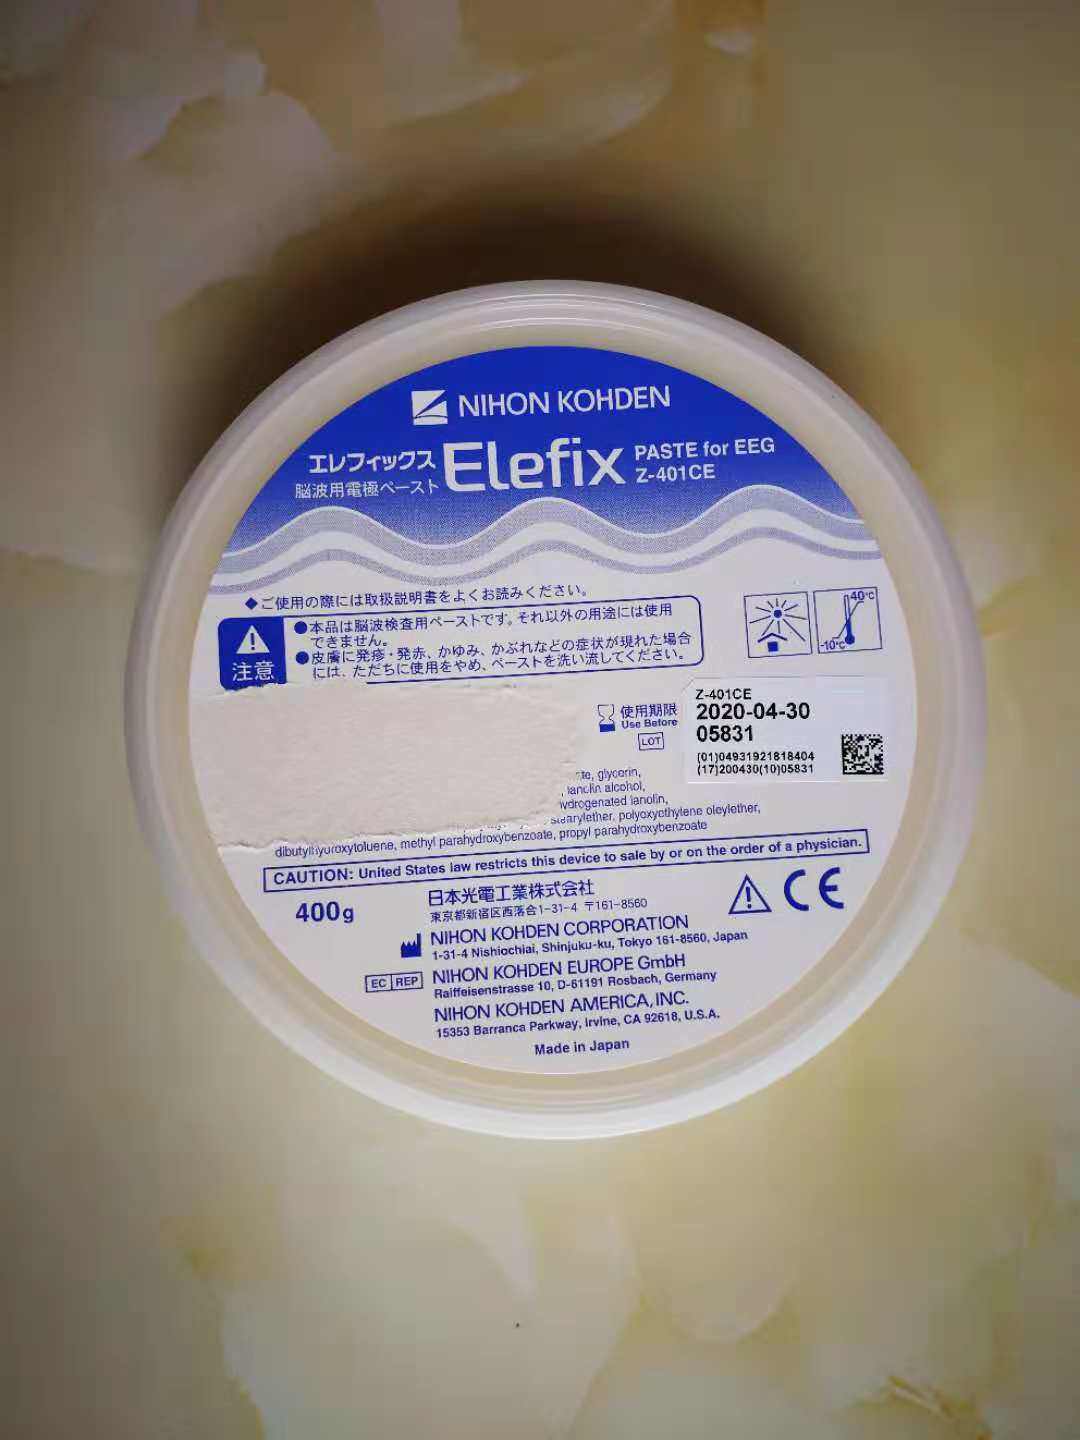 NIHON KOHDEN
エレフィックス Elefix PASTE for EEG
脳波用電極ペースト Z-401CE
◆ご使用の際には取扱説明書をよくお読みください。
注意
●本品は脳波検査用ペーストです。それ以外の用途には使用
できません。
●皮膚に発疹・発赤、かゆみ、かぶれなどの症状が現れた場合
には、ただちに使用をやめ、ペーストを洗い流してください。
40℃
-10℃
使用期限
Use Before
LOT
Z-401CE
2020-04-30
05831
(01)04931921818404
(17)200430(10)05831
glycerin,
lanolin alcohol,
hydrogenated lanolin,
stearylether, polyoxyethylene oleylether,
dibutylhydroxytoluene, methyl parahydroxybenzoate, propyl parahydroxybenzoate
CAUTION: United States law restricts this device to sale by or on the order of a physician.
400g
日本光電工業株式会社
東京都新宿区西落合1-31-4 〒161-8560
NIHON KOHDEN CORPORATION
1-31-4 Nishiochiai, Shinjuku-ku, Tokyo 161-8560, Japan
EC REP
NIHON KOHDEN EUROPE GmbH
Raiffeisenstrasse 10, D-61191 Rosbach, Germany
NIHON KOHDEN AMERICA, INC.
15353 Barranca Parkway, Irvine, CA 92618, U.S.A.
Made in Japan
CE